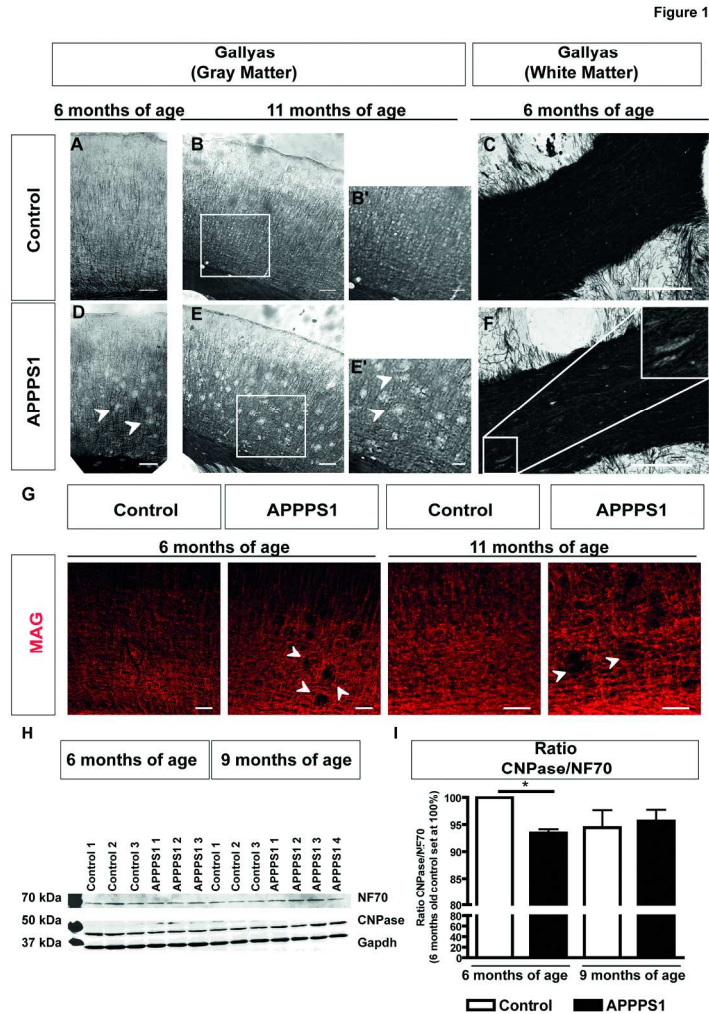 Figure 1
Gallyas
(Gray Matter)
Gallyas
(White Matter)
6 months of age
11 months of age
6 months of age
Control
A
B
B'
C
APPPS1
D
E
E'
F
G
Control
APPPS1
Control
APPPS1
6 months of age
11 months of age
MAG
H
6 months of age
9 months of age
Control 1
Control 2
Control 3
APPPS1 1
APPPS1 2
APPPS1 3
Control 1
Control 2
Control 3
APPPS1 1
APPPS1 2
APPPS1 3
APPPS1 4
70 kDa
NF70
50 kDa
CNPase
37 kDa
Gapdh
I
Ratio
CNPase/NF70
Ratio CNPase/NF70
(6 months old control set at 100%)
*
100
95
90
80
80
60
40
20
0
6 months of age
9 months of age
Control
APPPS1